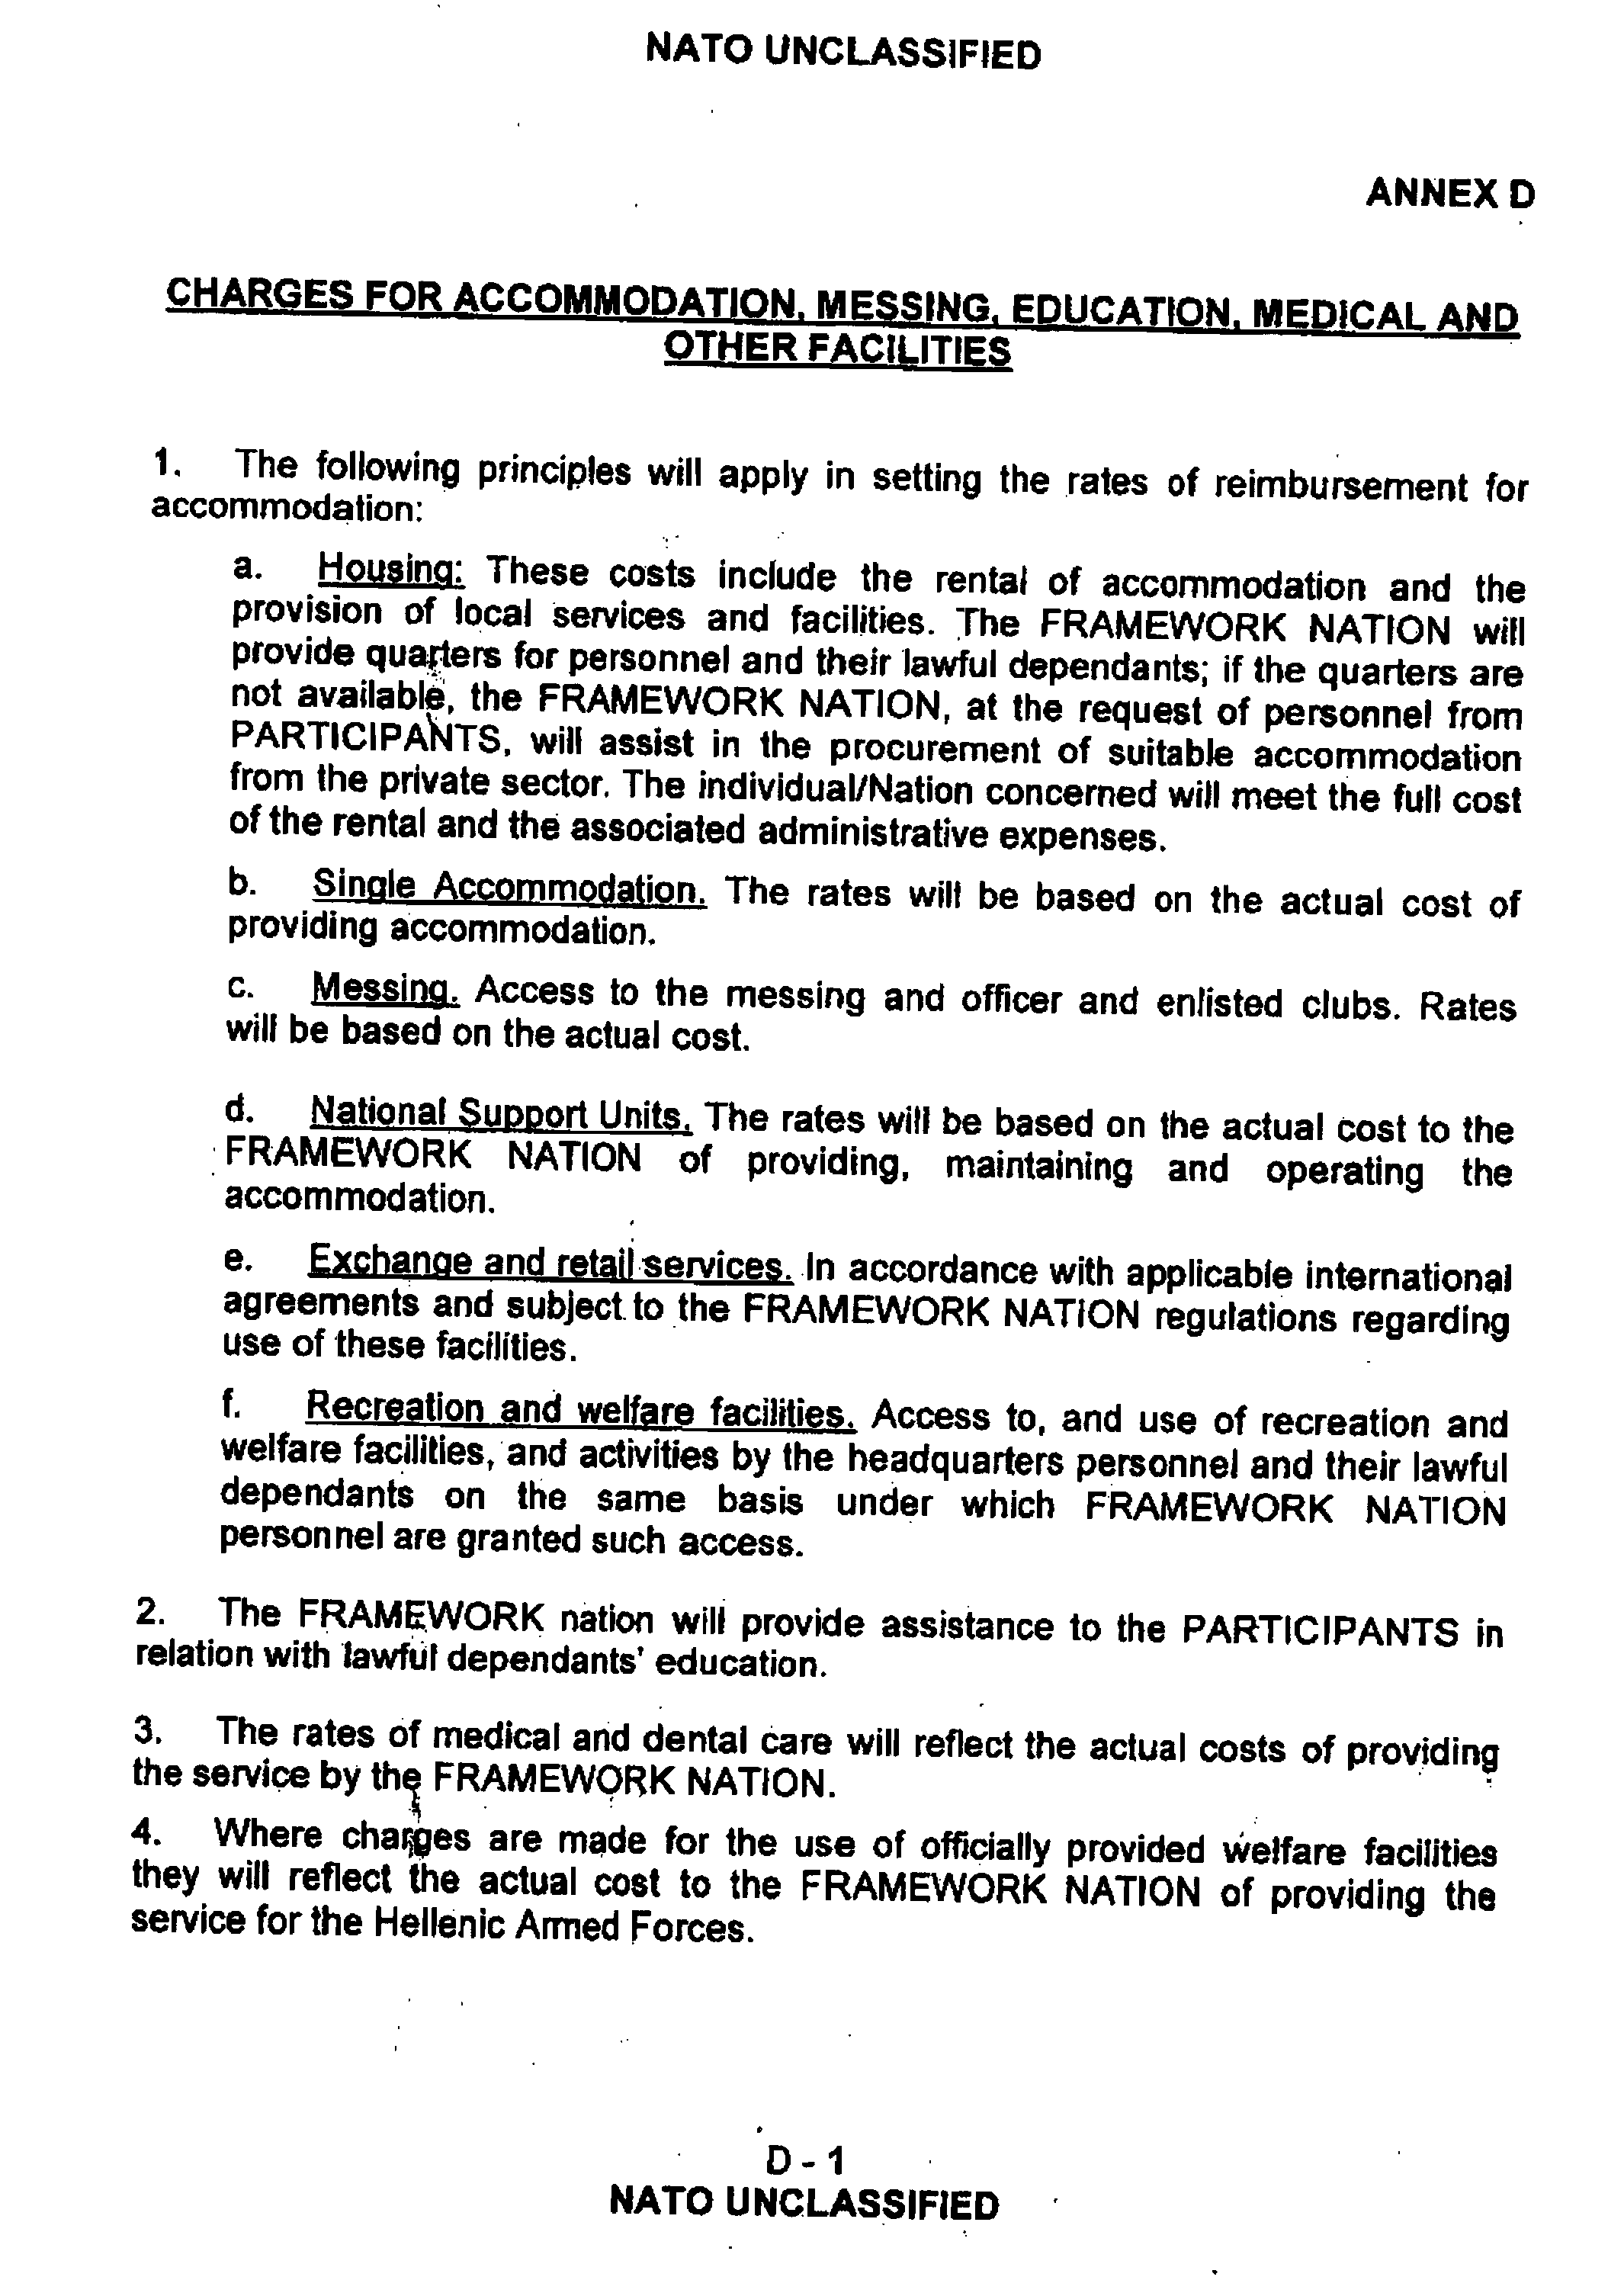 NATO UNCLASSIFIED
ANNEX D
CHARGES FOR ACCOMMODATION, MESSING, EDUCATION, MEDICAL AND
OTHER FACILITIES
1. The following principles will apply in setting the rates of reimbursement for
accommodation:
a. Housing: These costs include the rental of accommodation and the
provision of local services and facilities. The FRAMEWORK NATION will
provide quarters for personnel and their lawful dependants; if the quarters are
not available, the FRAMEWORK NATION, at the request of personnel from
PARTICIPANTS, will assist in the procurement of suitable accommodation
from the private sector. The individual/Nation concerned will meet the full cost
of the rental and the associated administrative expenses.
b. Single Accommodation. The rates will be based on the actual cost of
providing accommodation.
c. Messing. Access to the messing and officer and enlisted clubs. Rates
will be based on the actual cost.
d. National Support Units. The rates will be based on the actual cost to the
FRAMEWORK NATION of providing, maintaining and operating the
accommodation.
e. Exchange and retail services. In accordance with applicable international
agreements and subject to the FRAMEWORK NATION regulations regarding
use of these facilities.
f. Recreation and welfare facilities. Access to, and use of recreation and
welfare facilities, and activities by the headquarters personnel and their lawful
dependants on the same basis under which FRAMEWORK NATION
personnel are granted such access.
2. The FRAMEWORK nation will provide assistance to the PARTICIPANTS in
relation with lawful dependants' education.
3. The rates of medical and dental care will reflect the actual costs of providing
the service by the FRAMEWORK NATION.
4. Where charges are made for the use of officially provided welfare facilities
they will reflect the actual cost to the FRAMEWORK NATION of providing the
service for the Hellenic Armed Forces.
D - 1
NATO UNCLASSIFIED